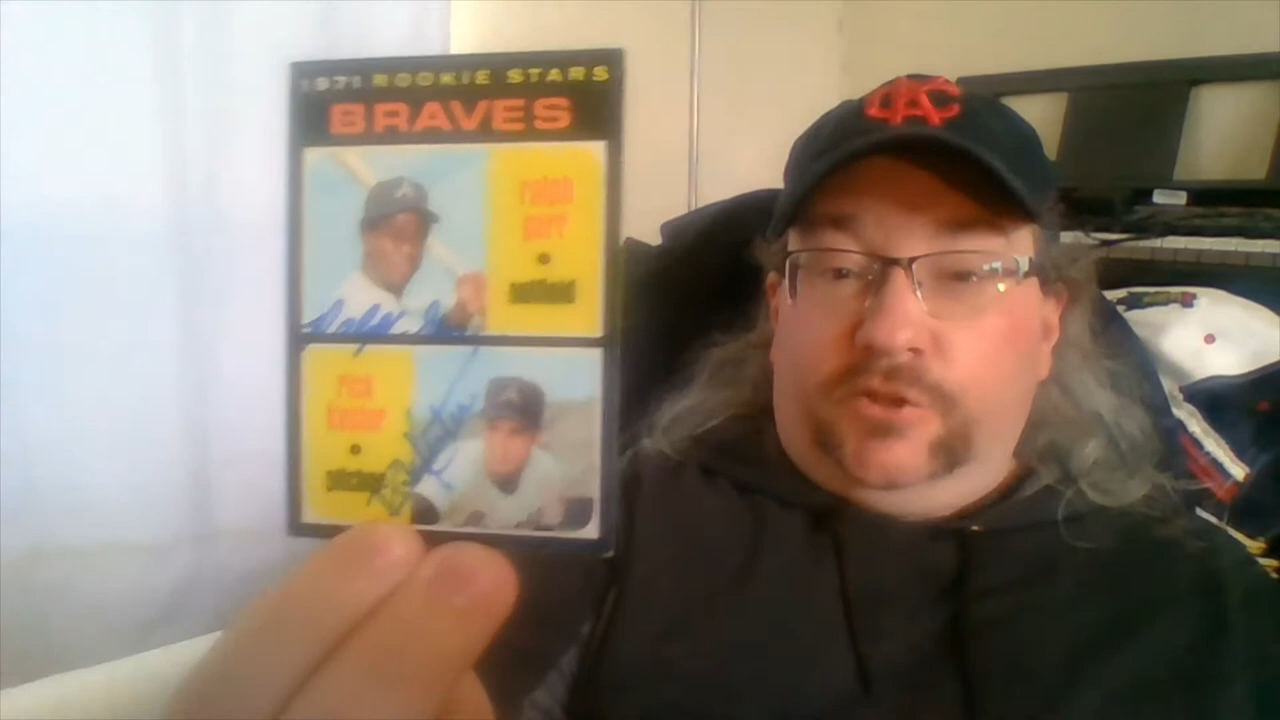 1971 ROOKIE STARS
BRAVES
ralph
garr
outfield
rick
kester
pitcher